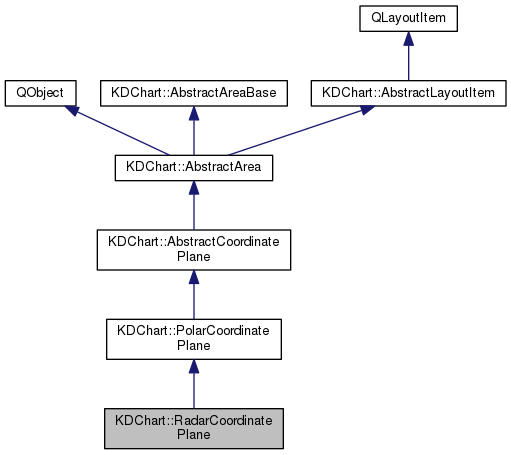 QLayoutItem
QObject
KDChart::AbstractAreaBase
KDChart::AbstractLayoutItem
KDChart::AbstractArea
KDChart::AbstractCoordinate
Plane
KDChart::PolarCoordinate
Plane
KDChart::RadarCoordinate
Plane